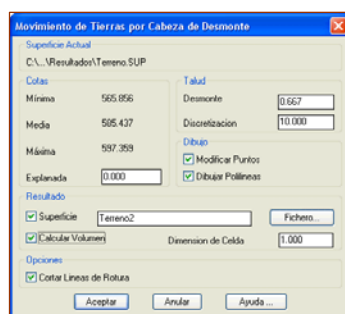 Movimiento de Tierras por Cabeza de Desmonte
Superficie Actual
C:\...\Resultados\Terreno.SUP
Cotas
Mínima 565.856
Media 585.437
Máxima 597.359
Explanada 0.000
Talud
Desmonte 0.667
Discretizacion 10.000
Dibujo
Modificar Puntos
Dibujar Polilineas
Resultado
Superficie Terreno2 Fichero...
Calcular Volumen Dimension de Celda 1.000
Opciones
Cortar Lineas de Rotura
Aceptar Anular Ayuda ...